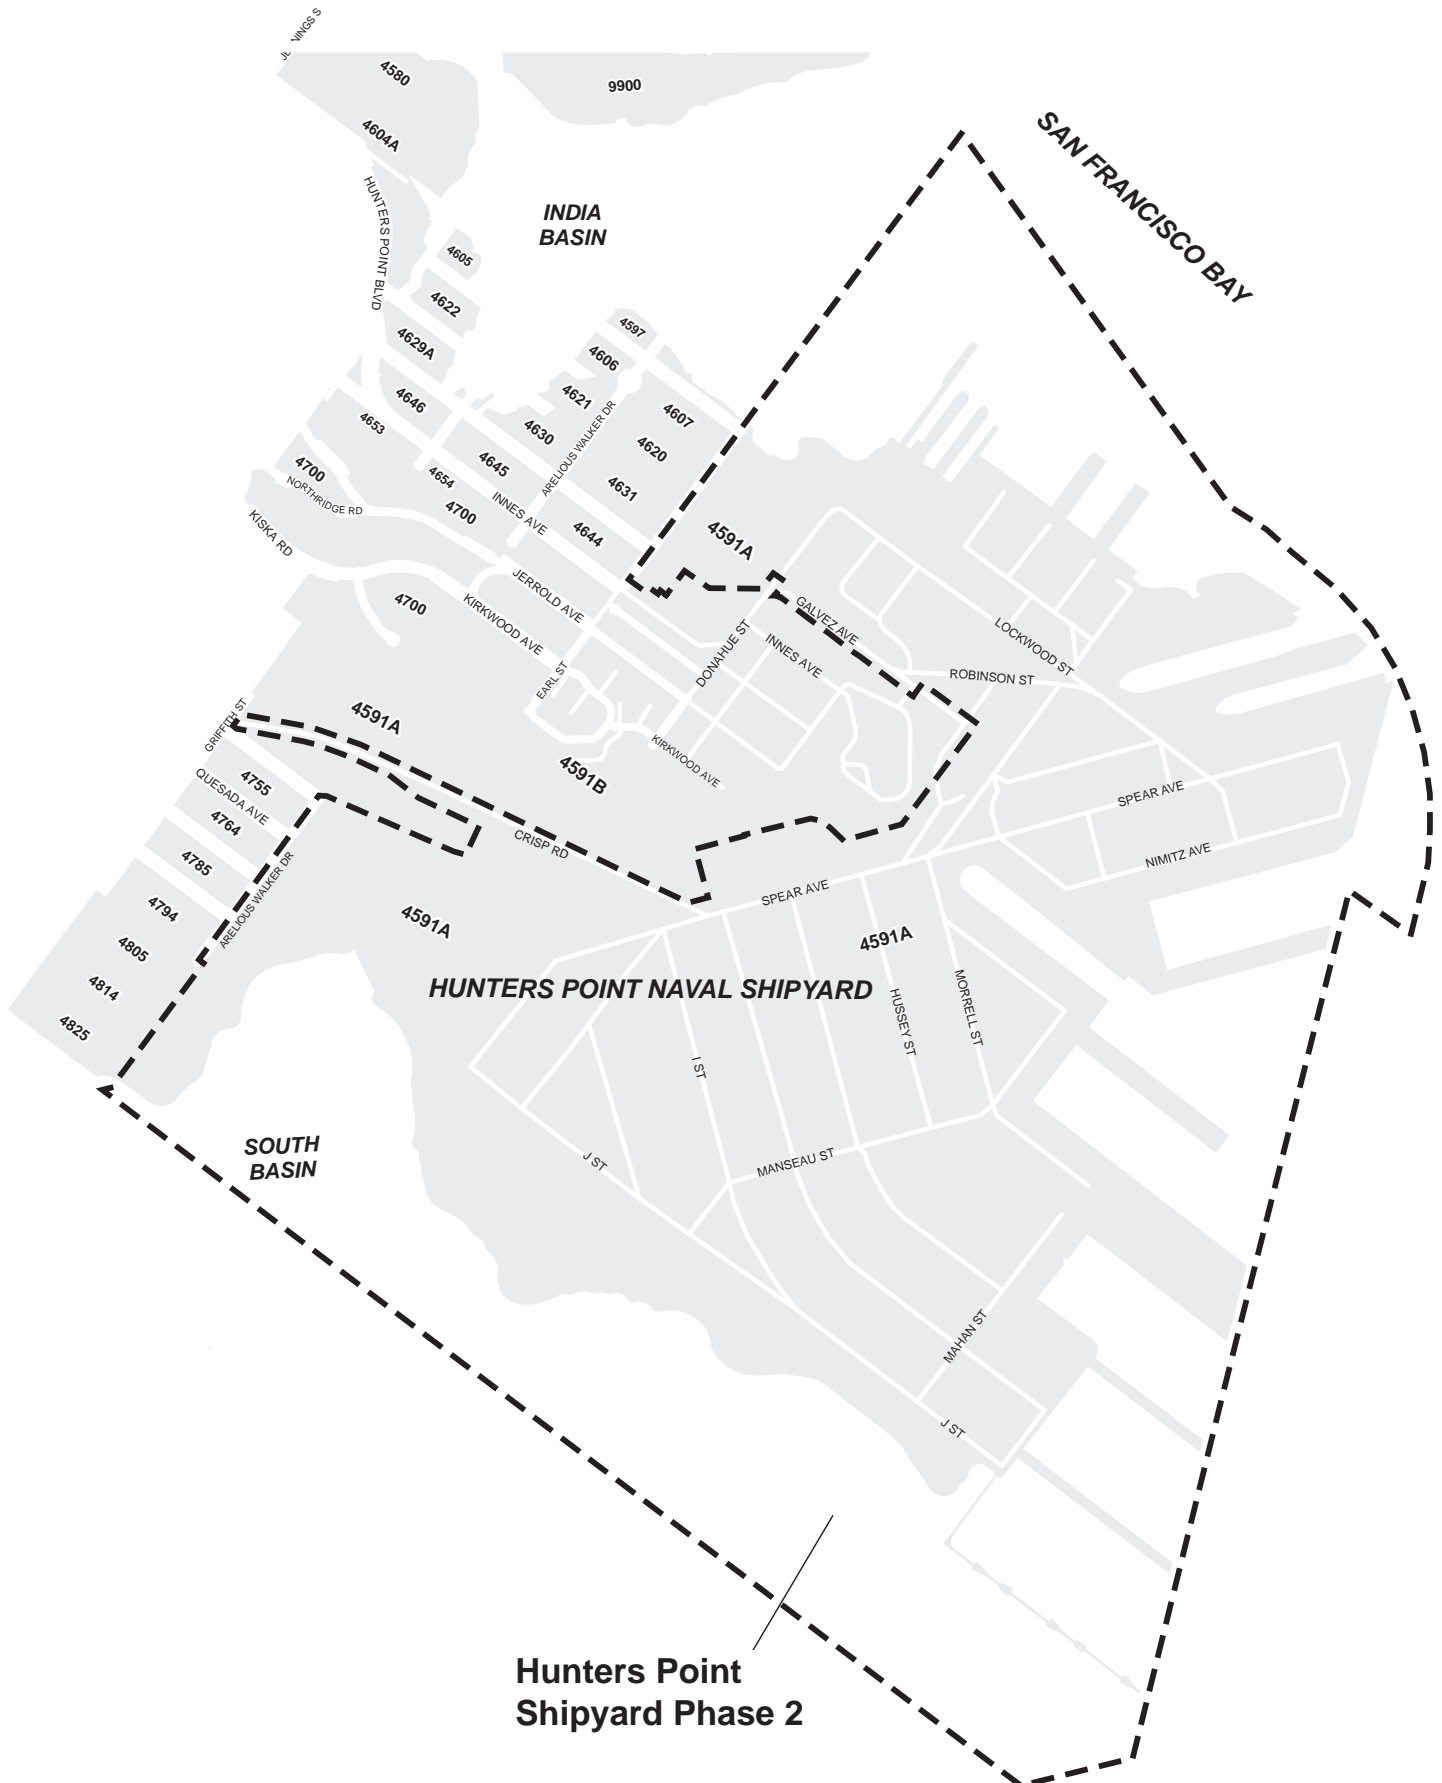 JENNINGS S
4580
9900
4604A
SAN FRANCISCO BAY
HUNTERS POINT BLVD
INDIA
BASIN
4605
4622
4597
4629A
4606
4621
4646
4607
4653
4630
ARELIOUS WALKER DR
4620
4645
4700
4654
4631
NORTHRIDGE RD
4700
INNES AVE
KISKA RD
4644
4591A
JERROLD AVE
4700
KIRKWOOD AVE
GALVEZ AVE
LOCKWOOD ST
DONAHUE ST
INNES AVE
EARL ST
ROBINSON ST
GRIFFITH ST
4591A
KIRKWOOD AVE
4591B
4755
QUESADA AVE
SPEAR AVE
4764
CRISP RD
NIMITZ AVE
4785
ARELIOUS WALKER DR
SPEAR AVE
4794
4591A
4591A
4805
4814
HUNTERS POINT NAVAL SHIPYARD
HUSSEY ST
MORRELL ST
4825
I ST
SOUTH
BASIN
J ST
MANSEAU ST
MAHAN ST
J ST
Hunters Point
Shipyard Phase 2